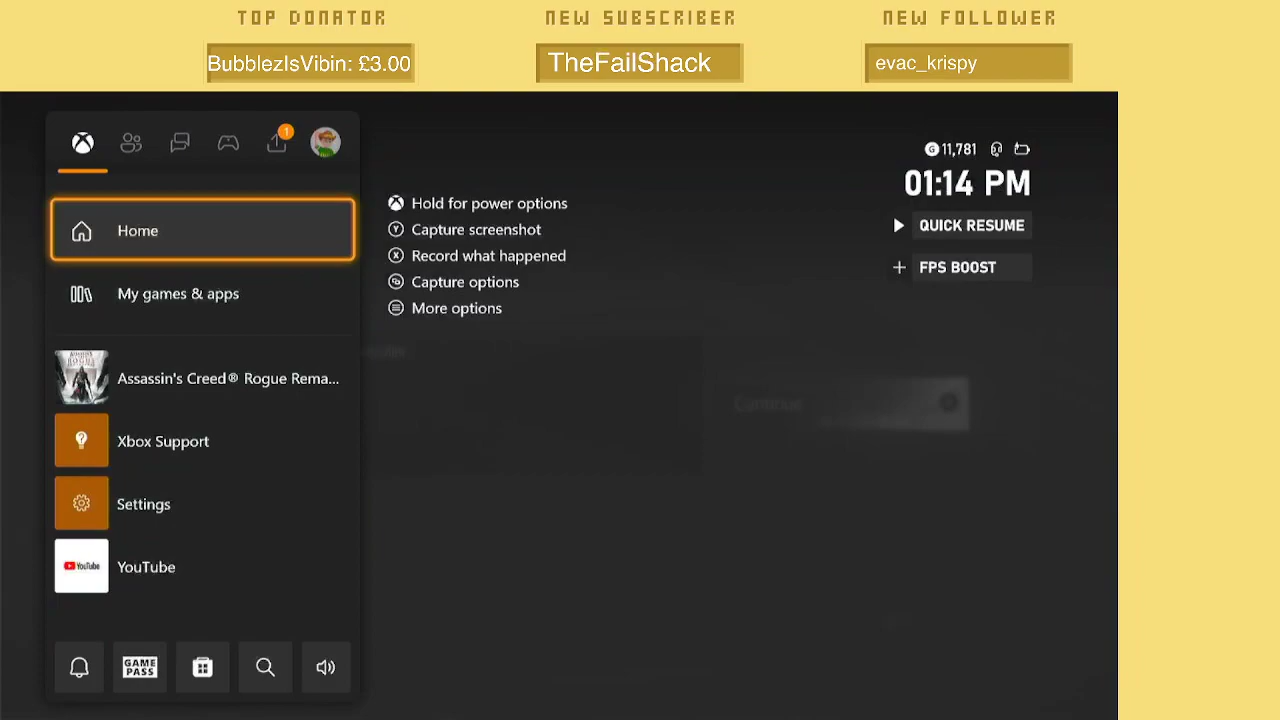 TOP DONATOR
NEW SUBSCRIBER
NEW FOLLOWER
BubblezIsVibin: £3.00
TheFailShack
evac_krispy
1
G 11,781
01:14 PM
QUICK RESUME
FPS BOOST
Home
My games & apps
Assassin's Creed® Rogue Rema...
Xbox Support
Settings
YouTube
YouTube
GAME
PASS
Hold for power options
Y Capture screenshot
X Record what happened
Capture options
More options
Continue